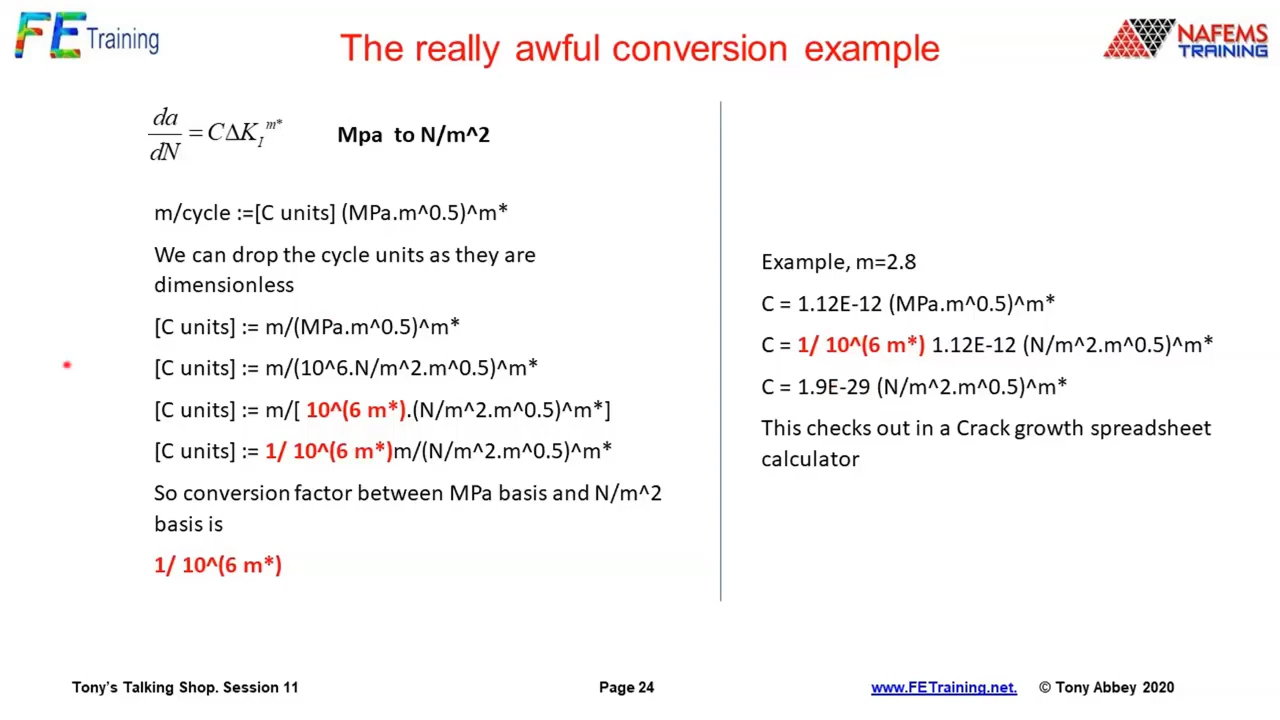 FE Training
The really awful conversion example
NAFEMS
TRAINING
da/dN = CΔK_I^m*
Mpa to N/m^2
m/cycle :=[C units] (MPa.m^0.5)^m*
We can drop the cycle units as they are
dimensionless
[C units] := m/(MPa.m^0.5)^m*
[C units] := m/(10^6.N/m^2.m^0.5)^m*
[C units] := m/[ 10^(6 m*).(N/m^2.m^0.5)^m*]
[C units] := 1/ 10^(6 m*)m/(N/m^2.m^0.5)^m*
So conversion factor between MPa basis and N/m^2
basis is
1/ 10^(6 m*)
Example, m=2.8
C = 1.12E-12 (MPa.m^0.5)^m*
C = 1/ 10^(6 m*) 1.12E-12 (N/m^2.m^0.5)^m*
C = 1.9E-29 (N/m^2.m^0.5)^m*
This checks out in a Crack growth spreadsheet
calculator
Tony's Talking Shop. Session 11
Page 24
www.FETraining.net. © Tony Abbey 2020